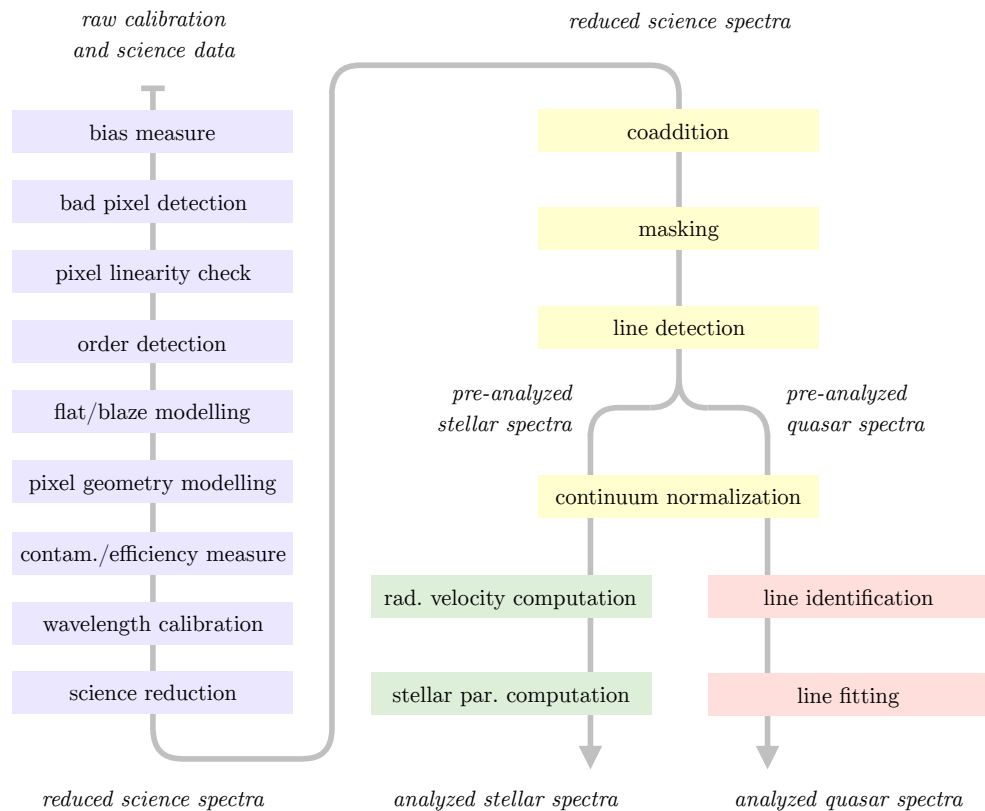 raw calibration
and science data
bias measure
bad pixel detection
pixel linearity check
order detection
flat/blaze modelling
pixel geometry modelling
contam./efficiency measure
wavelength calibration
science reduction
reduced science spectra
reduced science spectra
coaddition
masking
line detection
pre-analyzed
stellar spectra
pre-analyzed
quasar spectra
continuum normalization
rad. velocity computation
stellar par. computation
analyzed stellar spectra
line identification
line fitting
analyzed quasar spectra